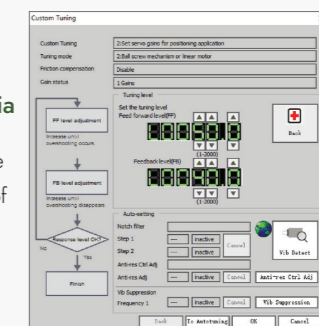 Custom Tuning
Custom Tuning
2:Set servo gains for positioning application
Tuning mode
2:Ball screw mechanism or linear motor
Friction-compensation
Disable
Gain status
1 Gains
Tuning level
Set the tuning level
Feed forward level(FF)
(1-2000)
Feedback level(FB)
(1-2000)
Back
FF level adjustment
Increase until
overshooting occurs.
FB level adjustment
Increase until
overshooting disappears
Response level OK?
No
Yes
Finish
Auto-setting
Notch filter
Step 1
---
inactive
Cancel
Step 2
---
inactive
Vib Detect
Anti-res Ctrl Adj
Anti-res Adj
---
inactive
Cancel
Anti-res Ctrl Adj
Vib Suppression
Frequency 1
---
inactive
Cancel
Vib Suppression
Back
To Autotuning
OK
Cancel
ia
e
of